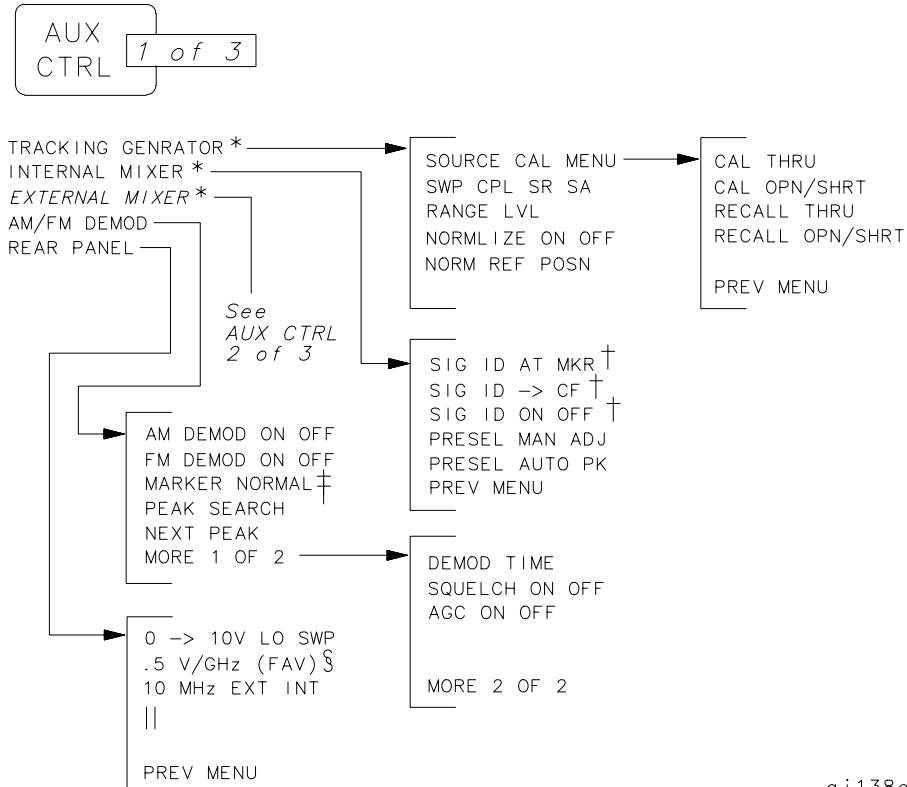 AUX
CTRL
1 of 3
TRACKING GENRATOR*
INTERNAL MIXER*
EXTERNAL MIXER*
AM/FM DEMOD
REAR PANEL
See
AUX CTRL
2 of 3
SOURCE CAL MENU
SWP CPL SR SA
RANGE LVL
NORMLIZE ON OFF
NORM REF POSN
CAL THRU
CAL OPN/SHRT
RECALL THRU
RECALL OPN/SHRT
PREV MENU
SIG ID AT MKR†
SIG ID -> CF†
SIG ID ON OFF†
PRESEL MAN ADJ
PRESEL AUTO PK
PREV MENU
AM DEMOD ON OFF
FM DEMOD ON OFF
MARKER NORMAL‡
PEAK SEARCH
NEXT PEAK
MORE 1 OF 2
DEMOD TIME
SQUELCH ON OFF
AGC ON OFF
MORE 2 OF 2
0 -> 10V LO SWP
.5 V/GHz (FAV)§
10 MHz EXT INT
||
PREV MENU